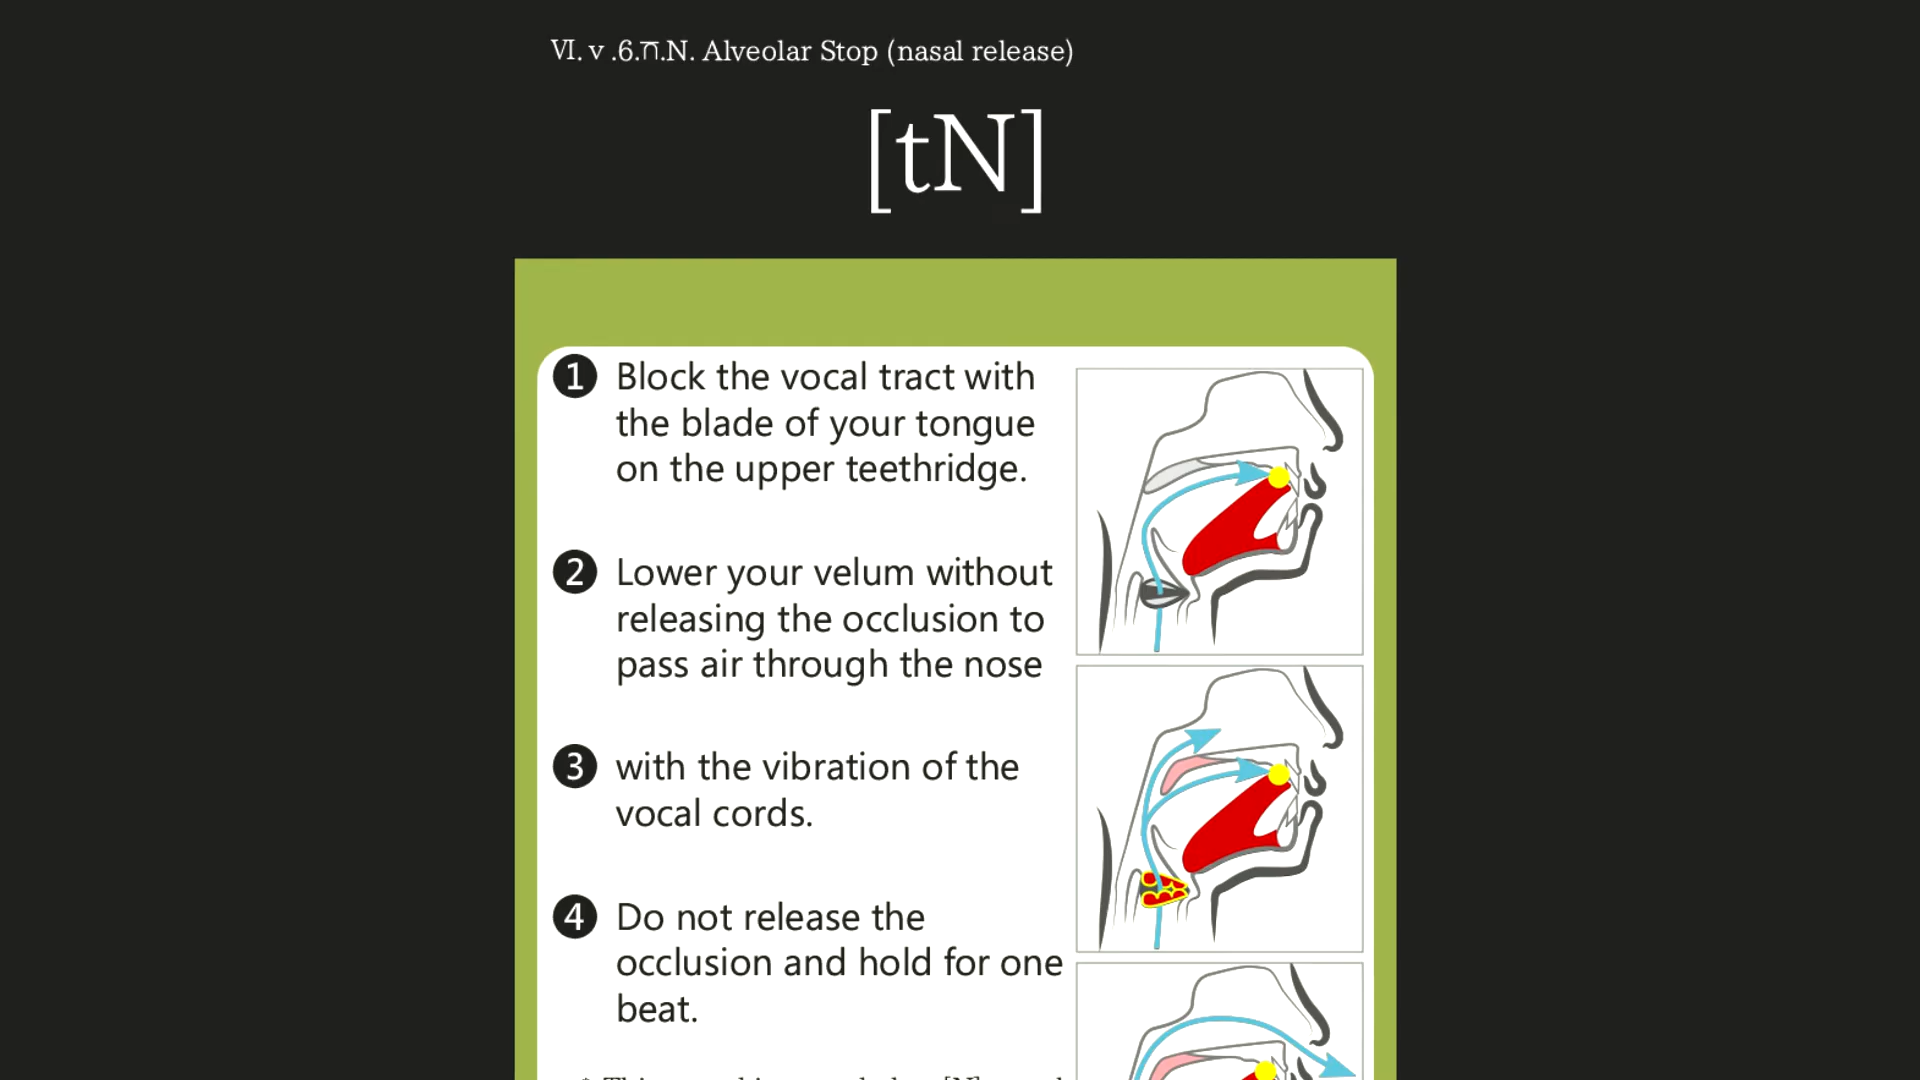 Ⅵ. v .6.⩃.N. Alveolar Stop (nasal release)
[tN]
1 Block the vocal tract with
the blade of your tongue
on the upper teethridge.
2 Lower your velum without
releasing the occlusion to
pass air through the nose
3 with the vibration of the
vocal cords.
4 Do not release the
occlusion and hold for one
beat.